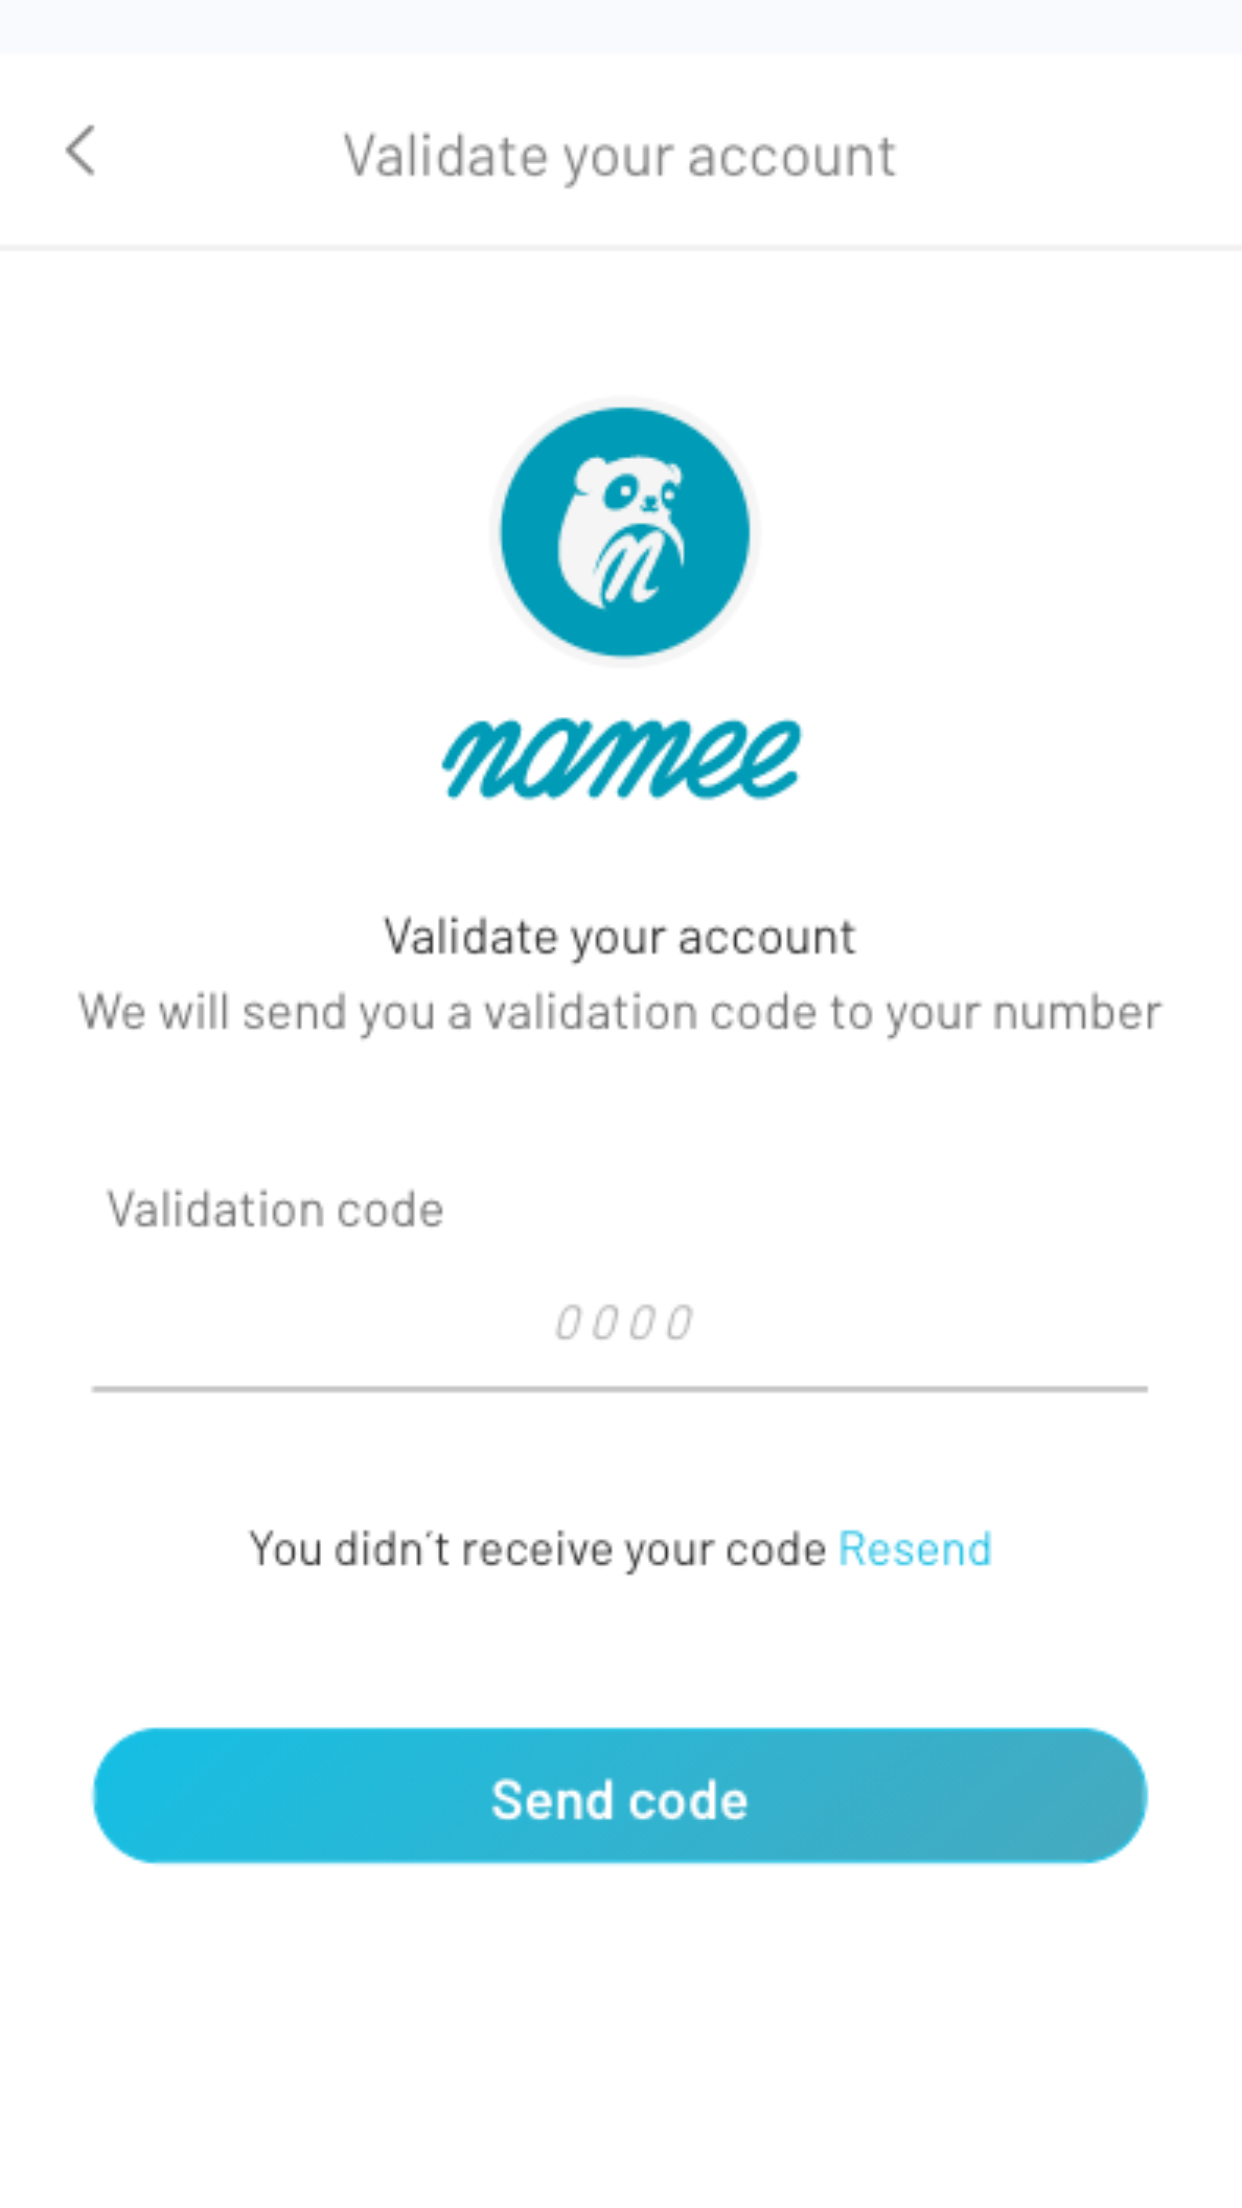 Validate your account
n
namee
Validate your account
We will send you a validation code to your number
Validation code
0000
You didn´t receive your code Resend
Send code